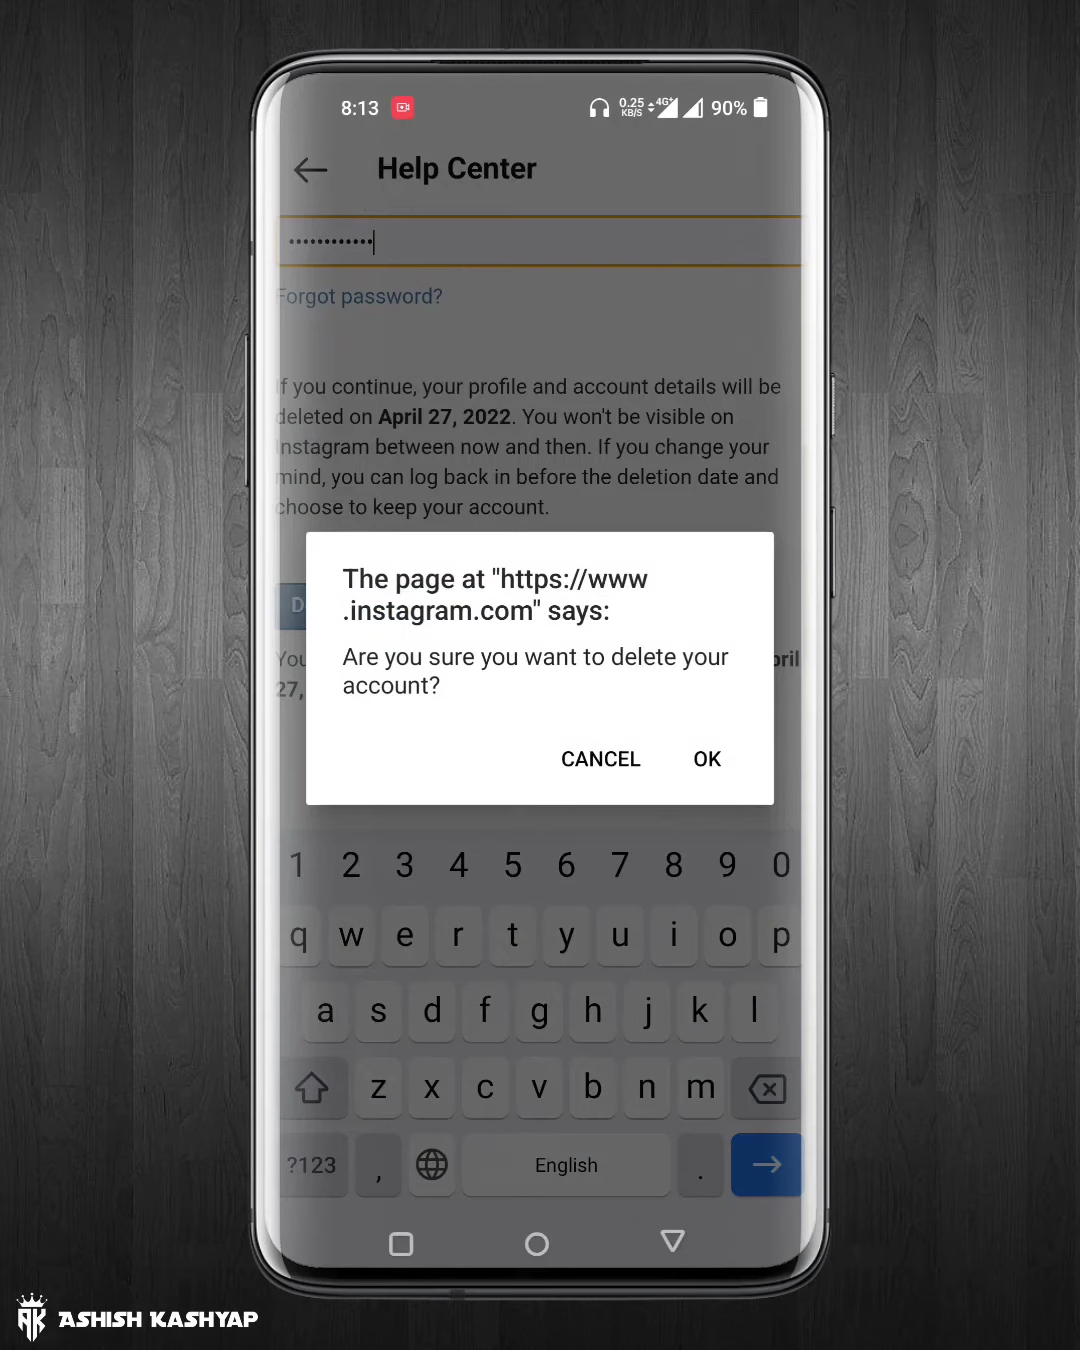 8:13
0.25 KB/S 4G+ 90%
Help Center
••••••••••••
Forgot password?
If you continue, your profile and account details will be
deleted on April 27, 2022. You won't be visible on
Instagram between now and then. If you change your
mind, you can log back in before the deletion date and
choose to keep your account.
The page at "https://www
.instagram.com" says:
D
Are you sure you want to delete your
account?
You
April
27,
CANCEL OK
1 2 3 4 5 6 7 8 9 0
q w e r t y u i o p
a s d f g h j k l
z x c v b n m
?123 , English .
AK ASHISH KASHYAP